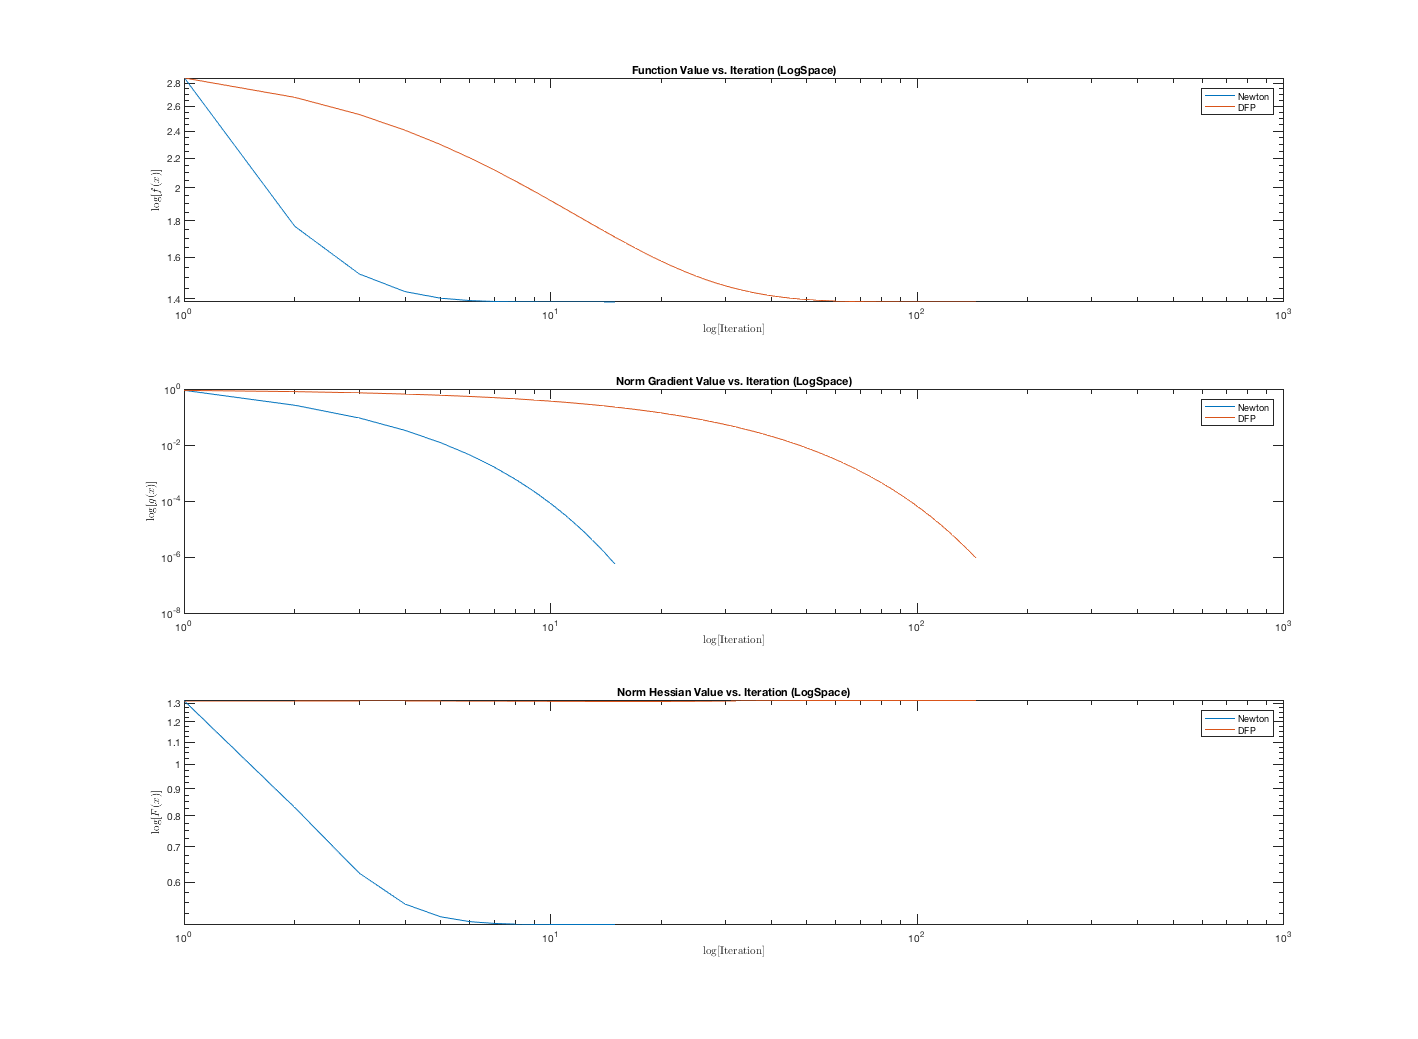 Function Value vs. Iteration (LogSpace)
2.8
2.6
2.4
2.2
2
1.8
1.6
1.4
log[f(x)]
Newton
DFP
10^0
10^1
10^2
10^3
log[Iteration]
Norm Gradient Value vs. Iteration (LogSpace)
10^0
10^-2
10^-4
10^-6
10^-8
log[g(x)]
Newton
DFP
10^0
10^1
10^2
10^3
log[Iteration]
Norm Hessian Value vs. Iteration (LogSpace)
1.3
1.2
1.1
1
0.9
0.8
0.7
0.6
log[F(x)]
Newton
DFP
10^0
10^1
10^2
10^3
log[Iteration]